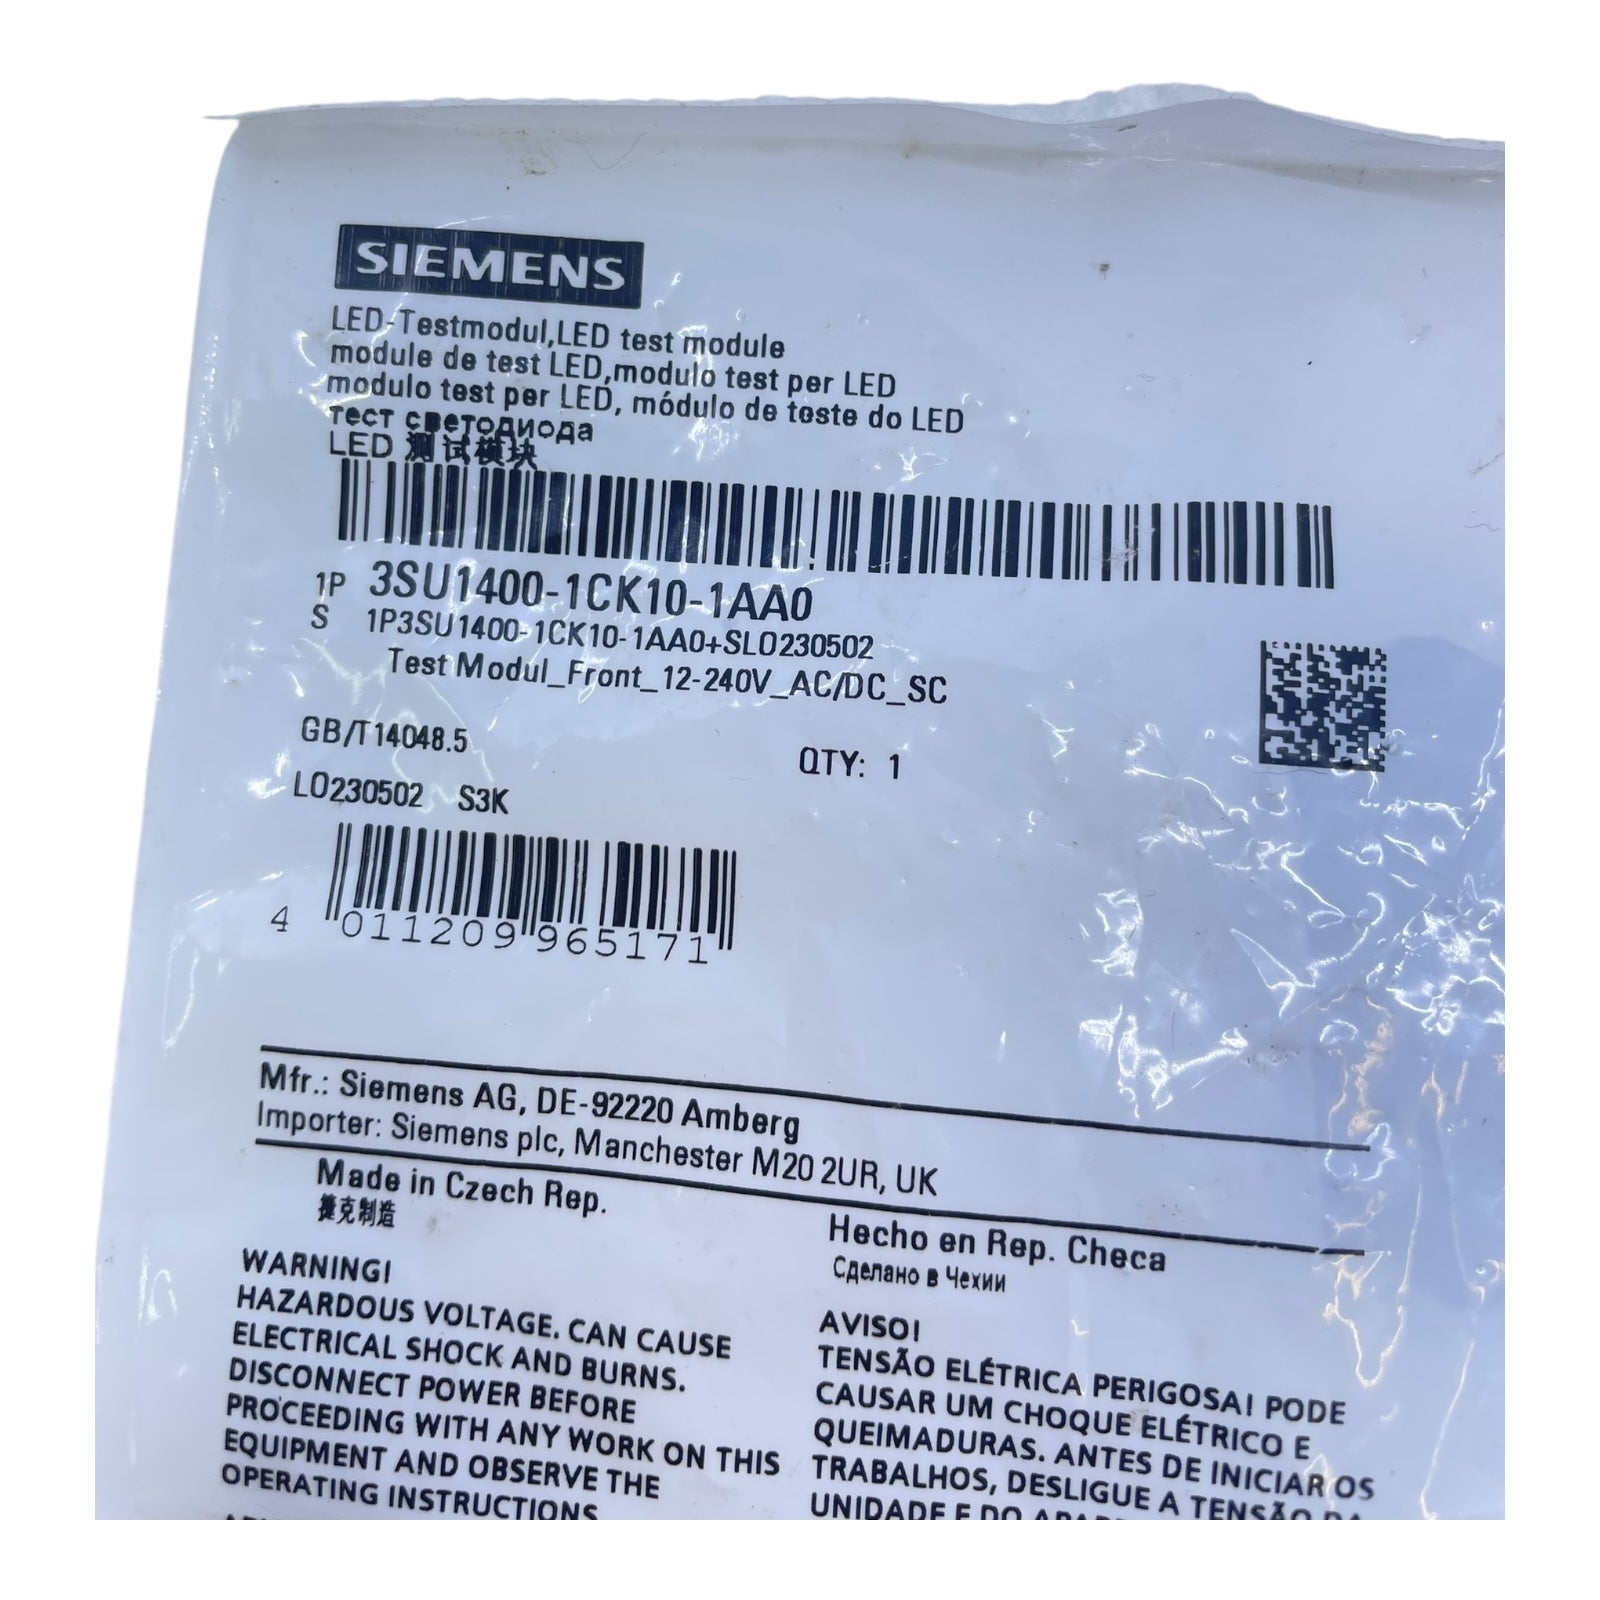 SIEMENS
LED-Testmodul,LED test module
module de test LED,modulo test per LED
modulo test per LED, módulo de teste do LED
тест светодиода
LED 测试模块
1P 3SU1400-1CK10-1AA0
S 1P3SU1400-1CK10-1AA0+SLO230502
Test Modul_Front_12-240V_AC/DC_SC
GB/T14048.5
QTY: 1
LO230502 S3K
4 011209 965171
Mfr.: Siemens AG, DE-92220 Amberg
Importer: Siemens plc, Manchester M20 2UR, UK
Made in Czech Rep.
捷克制造
Hecho en Rep. Checa
Сделано в Чехии
WARNING!
HAZARDOUS VOLTAGE. CAN CAUSE
ELECTRICAL SHOCK AND BURNS.
DISCONNECT POWER BEFORE
PROCEEDING WITH ANY WORK ON THIS
EQUIPMENT AND OBSERVE THE
OPERATING INSTRUCTIONS
AVISO!
TENSÃO ELÉTRICA PERIGOSA! PODE
CAUSAR UM CHOQUE ELÉTRICO E
QUEIMADURAS. ANTES DE INICIAR OS
TRABALHOS, DESLIGUE A TENSÃO DA
UNIDADE E DO